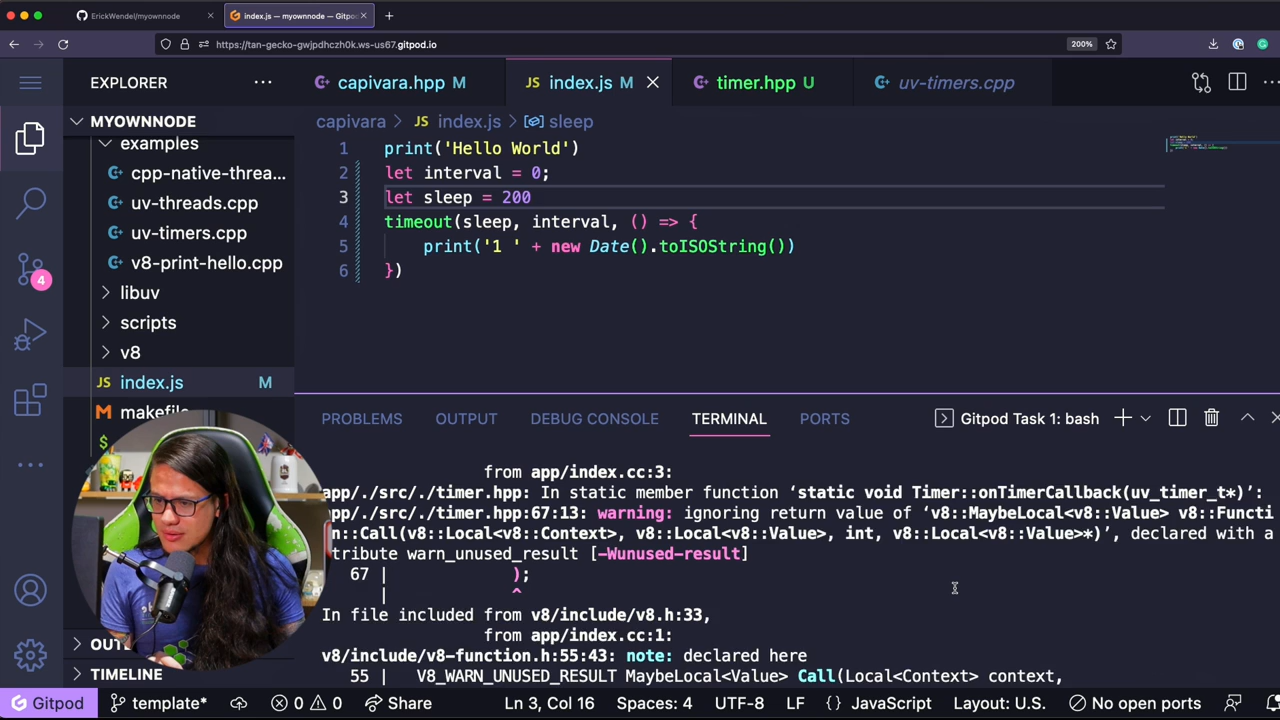 ErickWendel/myownnode
index.js — myownnode — Gitpod
https://tan-gecko-gwjpdhczh0k.ws-us67.gitpod.io
200%
EXPLORER
capivara.hpp M
JS index.js M
timer.hpp U
uv-timers.cpp
MYOWNNODE
examples
cpp-native-threa...
uv-threads.cpp
uv-timers.cpp
v8-print-hello.cpp
libuv
scripts
v8
JS index.js M
makefile
$
4
OUT
TIMELINE
capivara > JS index.js > sleep
1 print('Hello World')
2 let interval = 0;
3 let sleep = 200
4 timeout(sleep, interval, () => {
5 print('1 ' + new Date().toISOString())
6 })
PROBLEMS OUTPUT DEBUG CONSOLE TERMINAL PORTS
Gitpod Task 1: bash
from app/index.cc:3:
app/./src/./timer.hpp: In static member function ‘static void Timer::onTimerCallback(uv_timer_t*)’:
app/./src/./timer.hpp:67:13: warning: ignoring return value of ‘v8::MaybeLocal<v8::Value> v8::Functi
n::Call(v8::Local<v8::Context>, v8::Local<v8::Value>, int, v8::Local<v8::Value>*)’, declared with a
tribute warn_unused_result [-Wunused-result]
67 | );
| ^
In file included from v8/include/v8.h:33,
from app/index.cc:1:
v8/include/v8-function.h:55:43: note: declared here
55 | V8_WARN_UNUSED_RESULT MaybeLocal<Value> Call(Local<Context> context,
Gitpod template* 0 0 Share Ln 3, Col 16 Spaces: 4 UTF-8 LF {} JavaScript Layout: U.S. No open ports